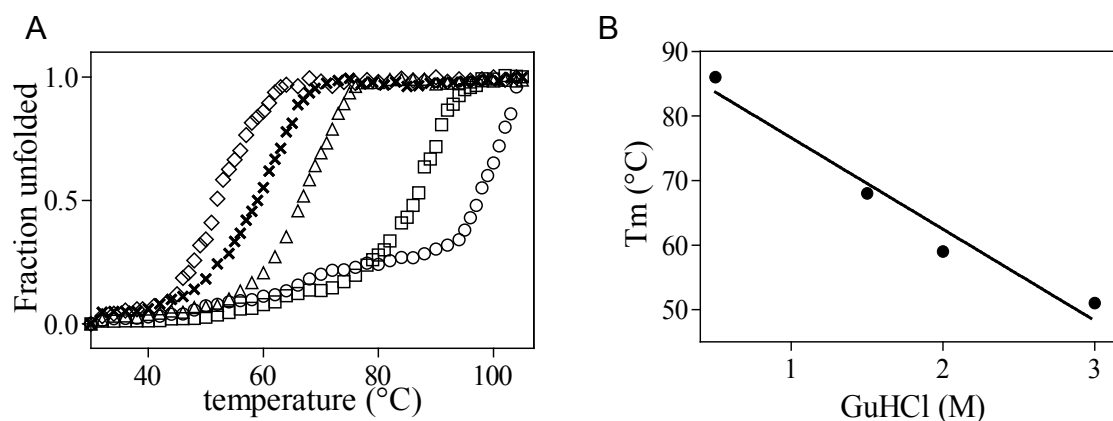 A
Fraction unfolded
1.0
0.5
0.0
40 60 80 100
temperature (°C)
B
Tm (°C)
90
80
70
60
50
1 2 3
GuHCl (M)